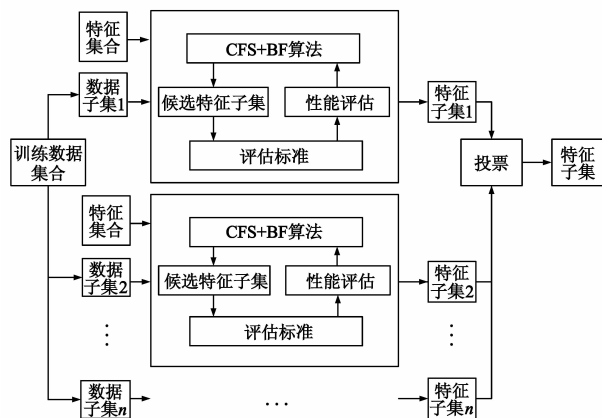 特征
集合
CFS+BF算法
数据
子集1
候选特征子集
性能评估
特征
子集1
评估标准
训练数据
集合
投票
特征
子集
特征
集合
CFS+BF算法
数据
子集2
候选特征子集
性能评估
特征
子集2
评估标准
⋮
⋮
数据
子集n
…
特征
子集n